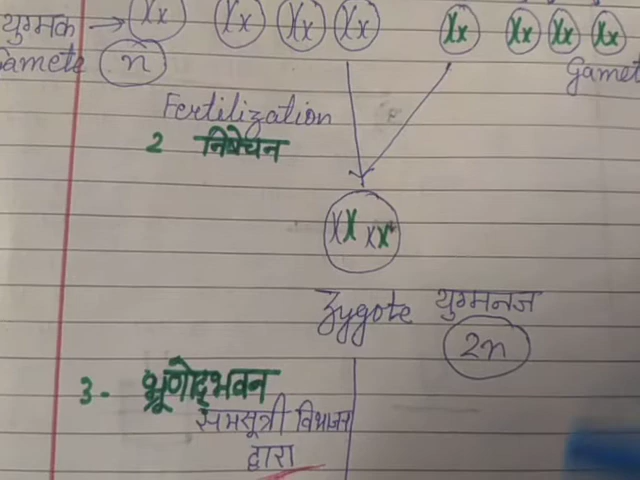 युग्मक → Xx Xx Xx Xx Xx Xx Xx Xx
Gamete n Gamet
Fertilization
2 निषेचन
XX xx
Zygote युग्मनज
2n
3- भ्रूणोद्भवन
समसूत्री विभाजन
द्वारा